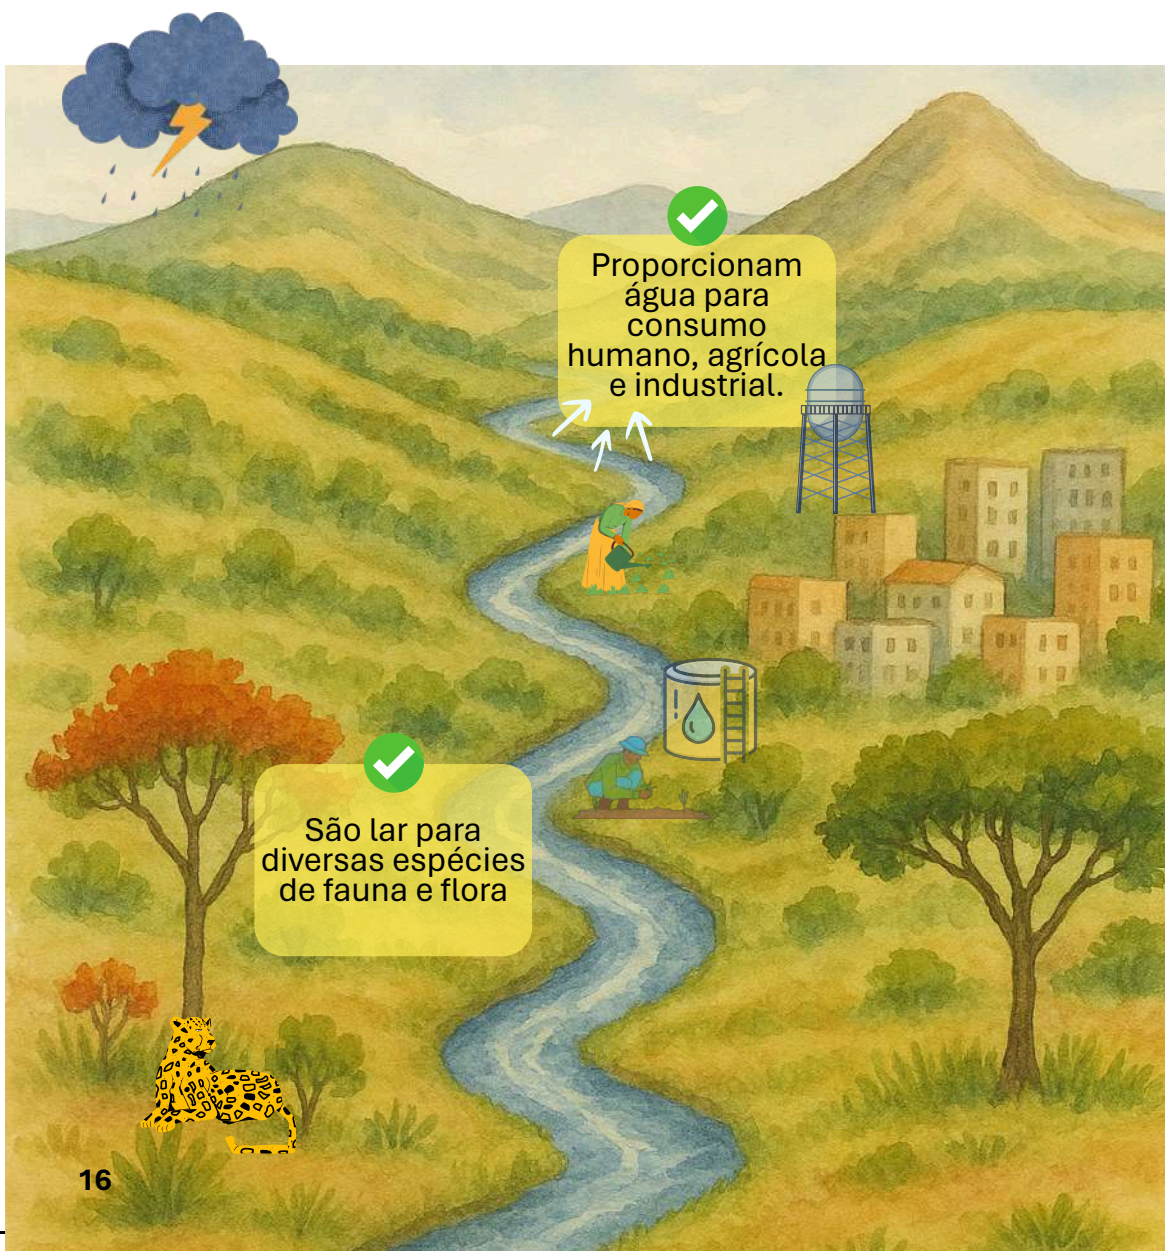 Proporcionam
água para
consumo
humano, agrícola
e industrial.
São lar para
diversas espécies
de fauna e flora
16